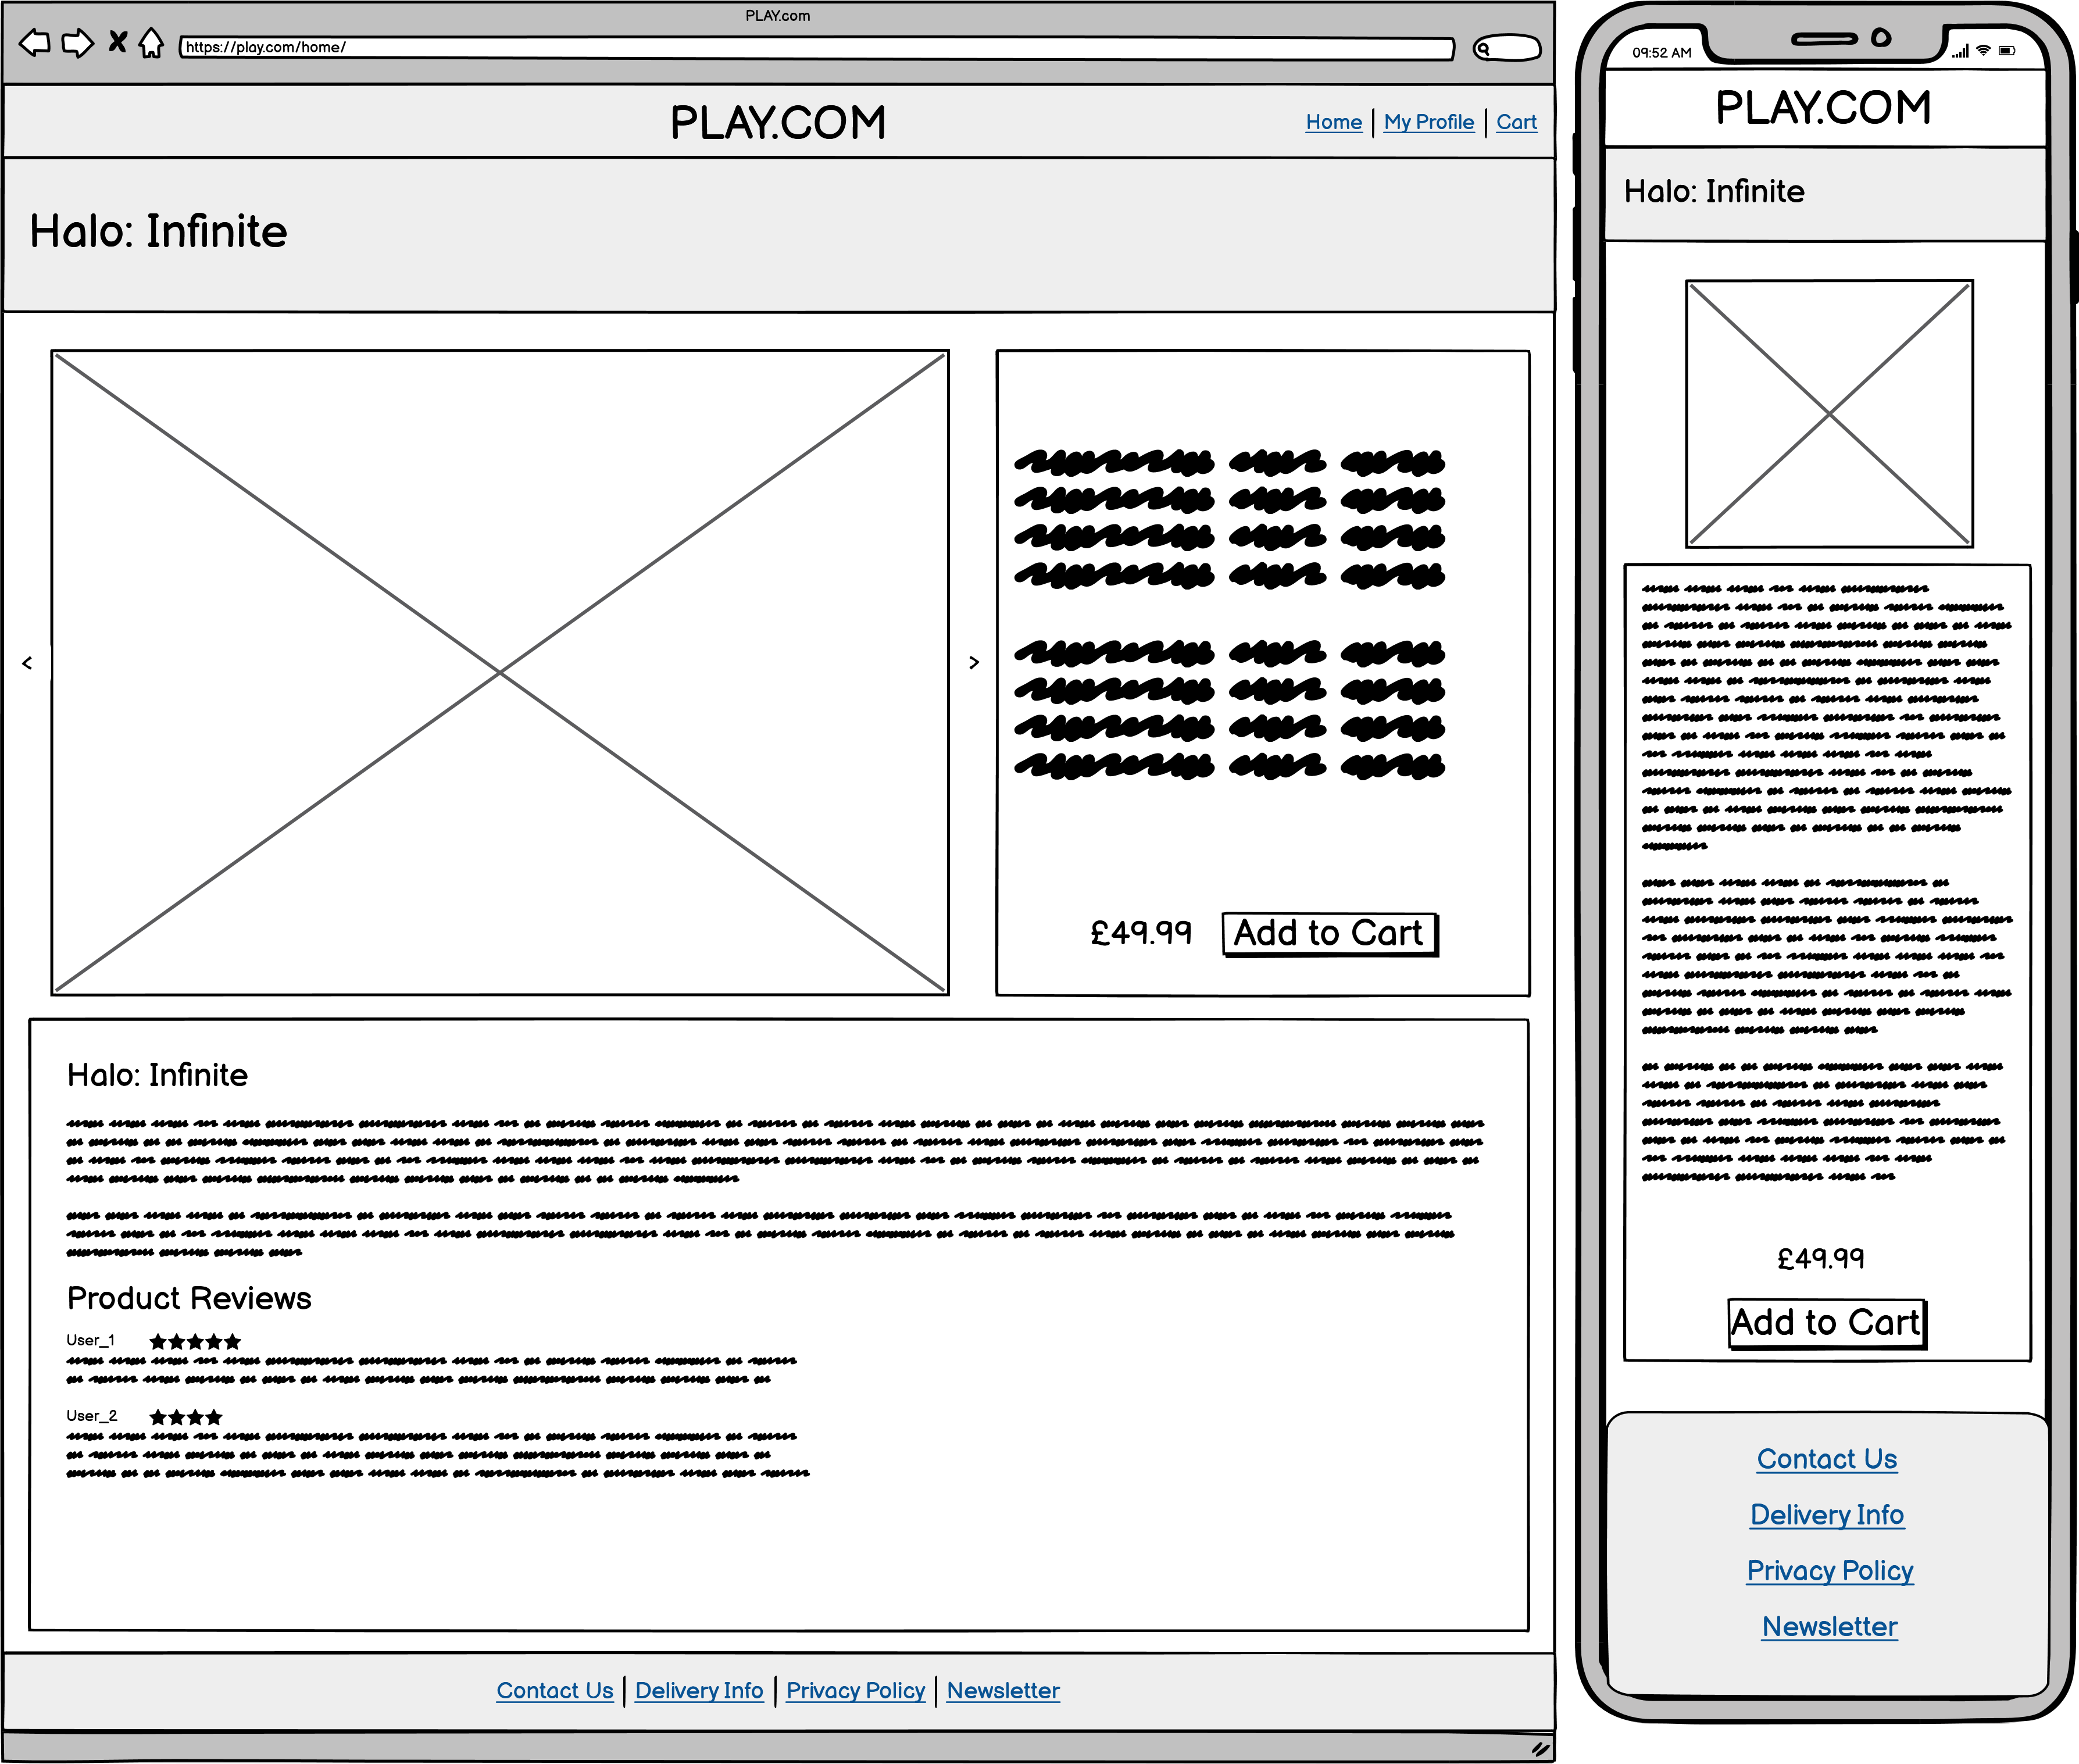 PLAY.com
https://play.com/home/
PLAY.COM
Home | My Profile | Cart
Halo: Infinite
<
>
£49.99
Add to Cart
Halo: Infinite
Product Reviews
User_1 ★★★★★
User_2 ★★★★
Contact Us | Delivery Info | Privacy Policy | Newsletter
09:52 AM
PLAY.COM
Halo: Infinite
£49.99
Add to Cart
Contact Us
Delivery Info
Privacy Policy
Newsletter